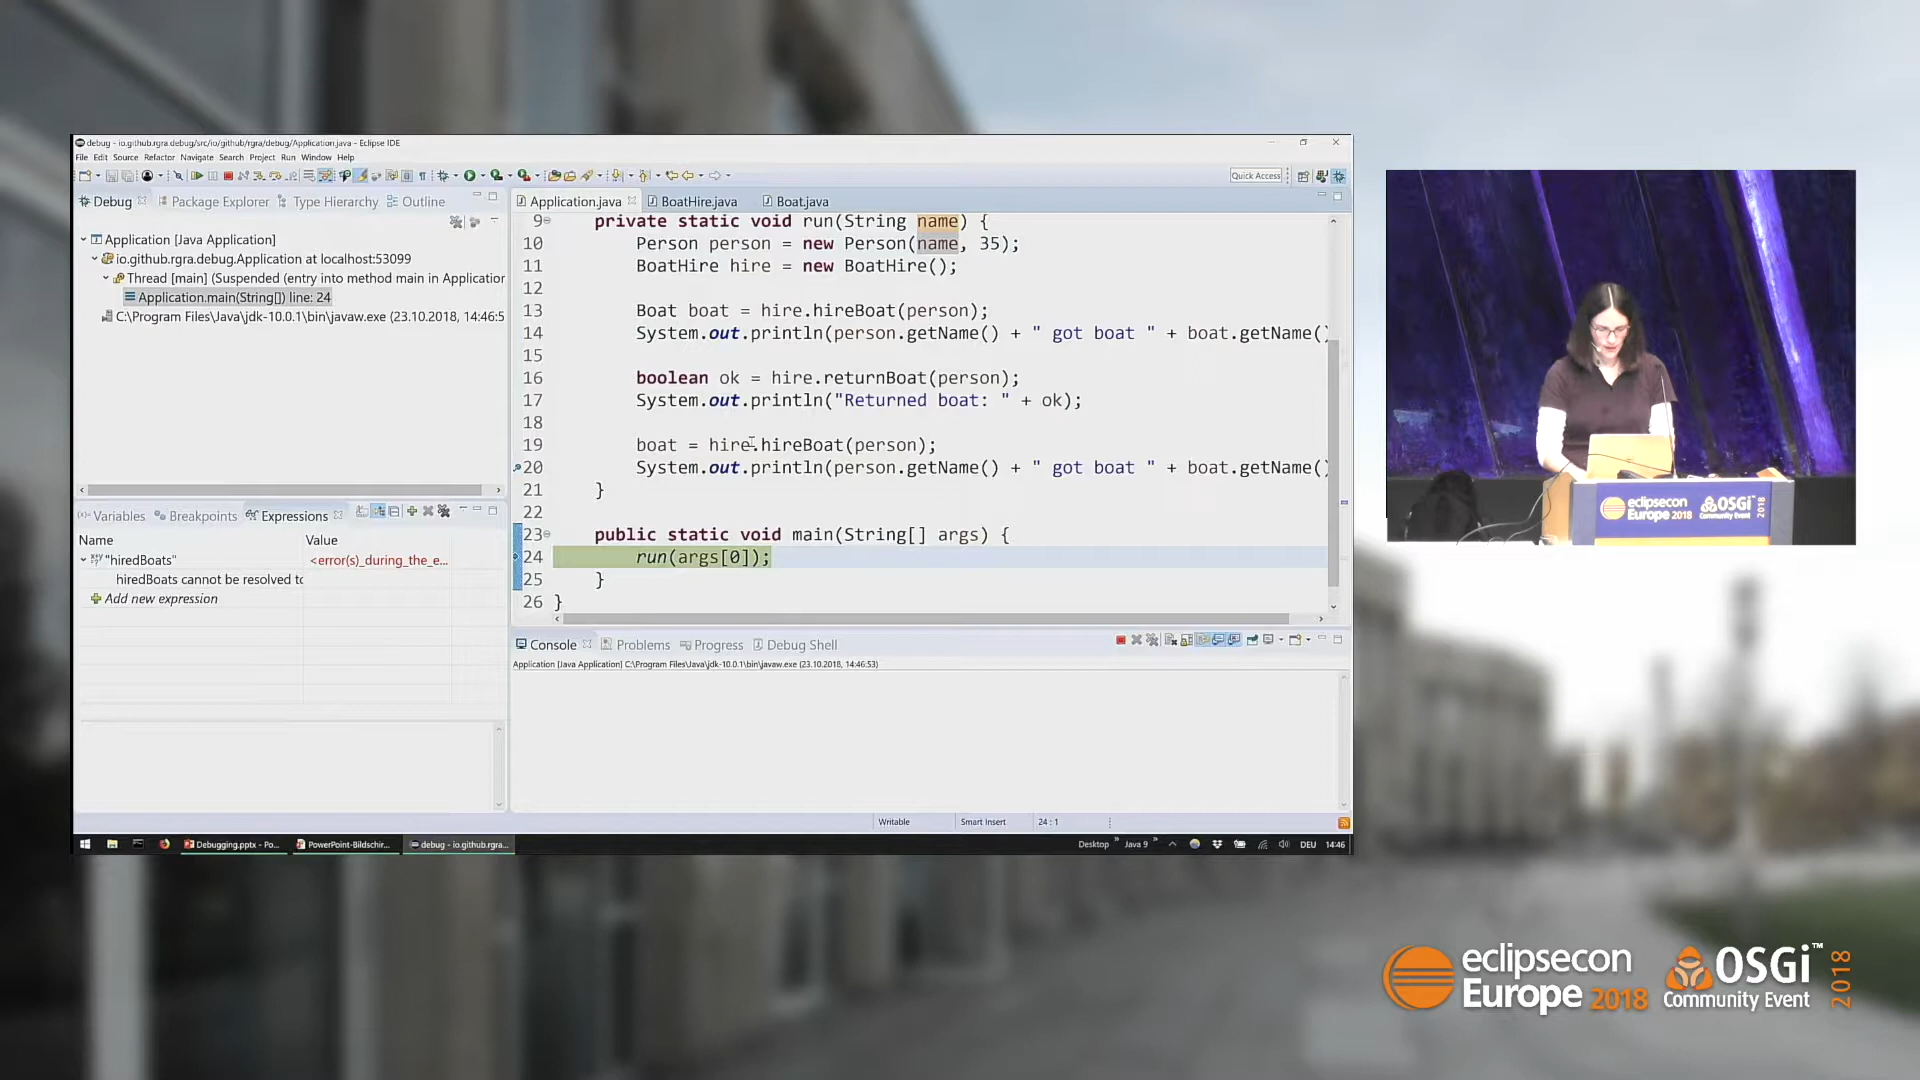 debug - io.github.rgra.debug/src/io/github/rgra/debug/Application.java - Eclipse IDE
File Edit Source Refactor Navigate Search Project Run Window Help
Quick Access
Debug Package Explorer Type Hierarchy Outline
Application [Java Application]
io.github.rgra.debug.Application at localhost:53099
Thread [main] (Suspended (entry into method main in Application
Application.main(String[]) line: 24
C:\Program Files\Java\jdk-10.0.1\bin\javaw.exe (23.10.2018, 14:46:5
Variables Breakpoints Expressions
Name Value
"hiredBoats" <error(s)_during_the_e...
hiredBoats cannot be resolved to
Add new expression
Application.java BoatHire.java Boat.java
9 private static void run(String name) {
10 Person person = new Person(name, 35);
11 BoatHire hire = new BoatHire();
12
13 Boat boat = hire.hireBoat(person);
14 System.out.println(person.getName() + " got boat " + boat.getName()
15
16 boolean ok = hire.returnBoat(person);
17 System.out.println("Returned boat: " + ok);
18
19 boat = hire.hireBoat(person);
20 System.out.println(person.getName() + " got boat " + boat.getName()
21 }
22
23 public static void main(String[] args) {
24 run(args[0]);
25 }
26 }
Console Problems Progress Debug Shell
Application [Java Application] C:\Program Files\Java\jdk-10.0.1\bin\javaw.exe (23.10.2018, 14:46:53)
Writable Smart Insert 24 : 1
Debugging.pptx - Po... PowerPoint-Bildschir... debug - io.github.rgra... Desktop Java 9 DEU 14:46
eclipsecon
Europe 2018
OSGi
Community Event
2018
eclipsecon
Europe 2018
OSGi™
Community Event
2018